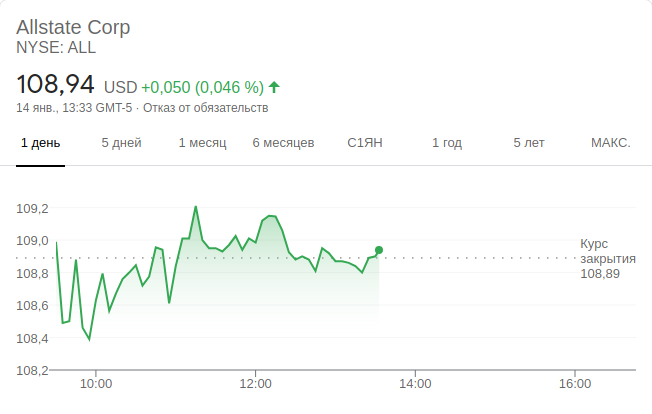 Allstate Corp
NYSE: ALL
108,94 USD +0,050 (0,046 %)
14 янв., 13:33 GMT-5 · Отказ от обязательств
1 день 5 дней 1 месяц 6 месяцев С1ЯН 1 год 5 лет МАКС.
109,2
109,0
108,8
108,6
108,4
108,2
Курс
закрытия
108,89
10:00 12:00 14:00 16:00